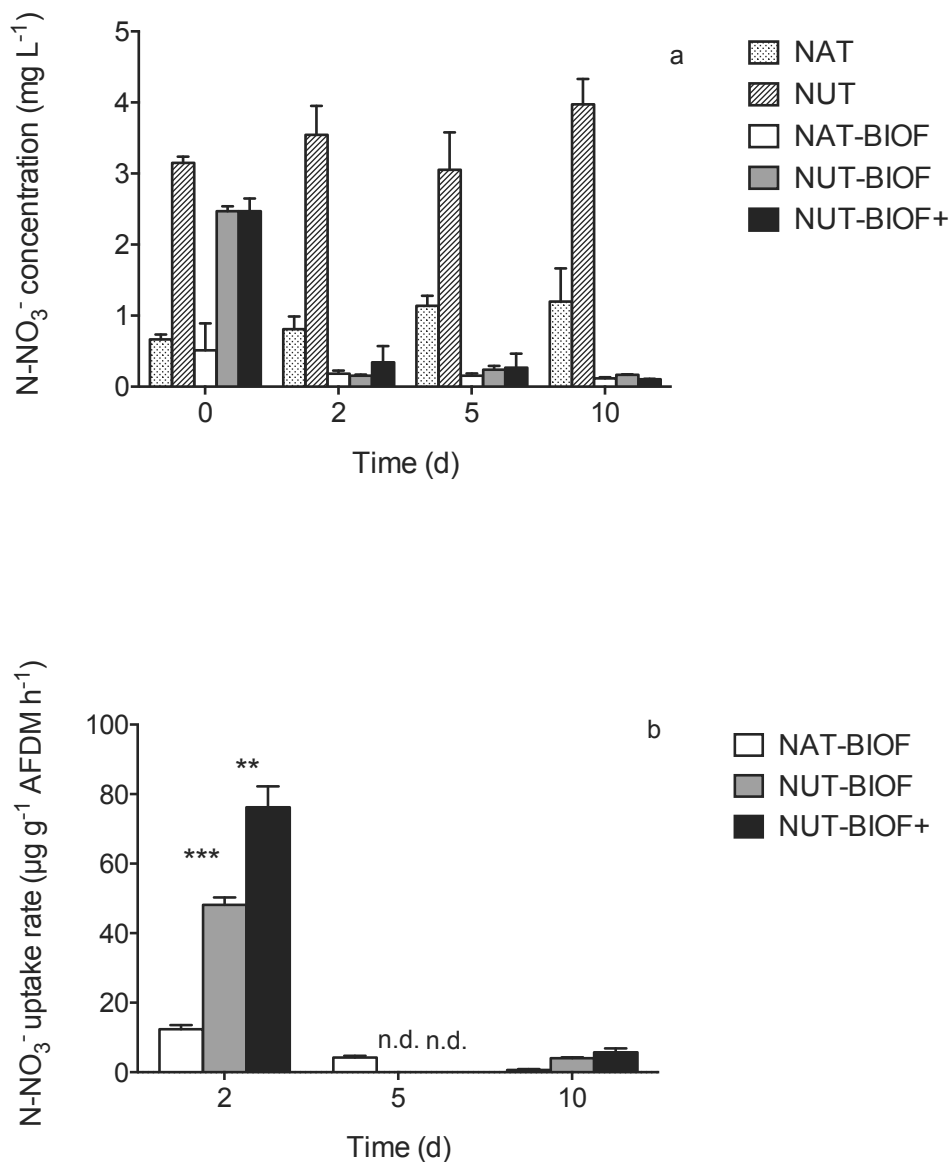 N-NO₃⁻ concentration (mg L⁻¹)
5
4
3
2
1
0
0 2 5 10
Time (d)
a
NAT
NUT
NAT-BIOF
NUT-BIOF
NUT-BIOF+
N-NO₃⁻ uptake rate (µg g⁻¹ AFDM h⁻¹)
100
80
60
40
20
0
***
**
n.d. n.d.
2 5 10
Time (d)
b
NAT-BIOF
NUT-BIOF
NUT-BIOF+